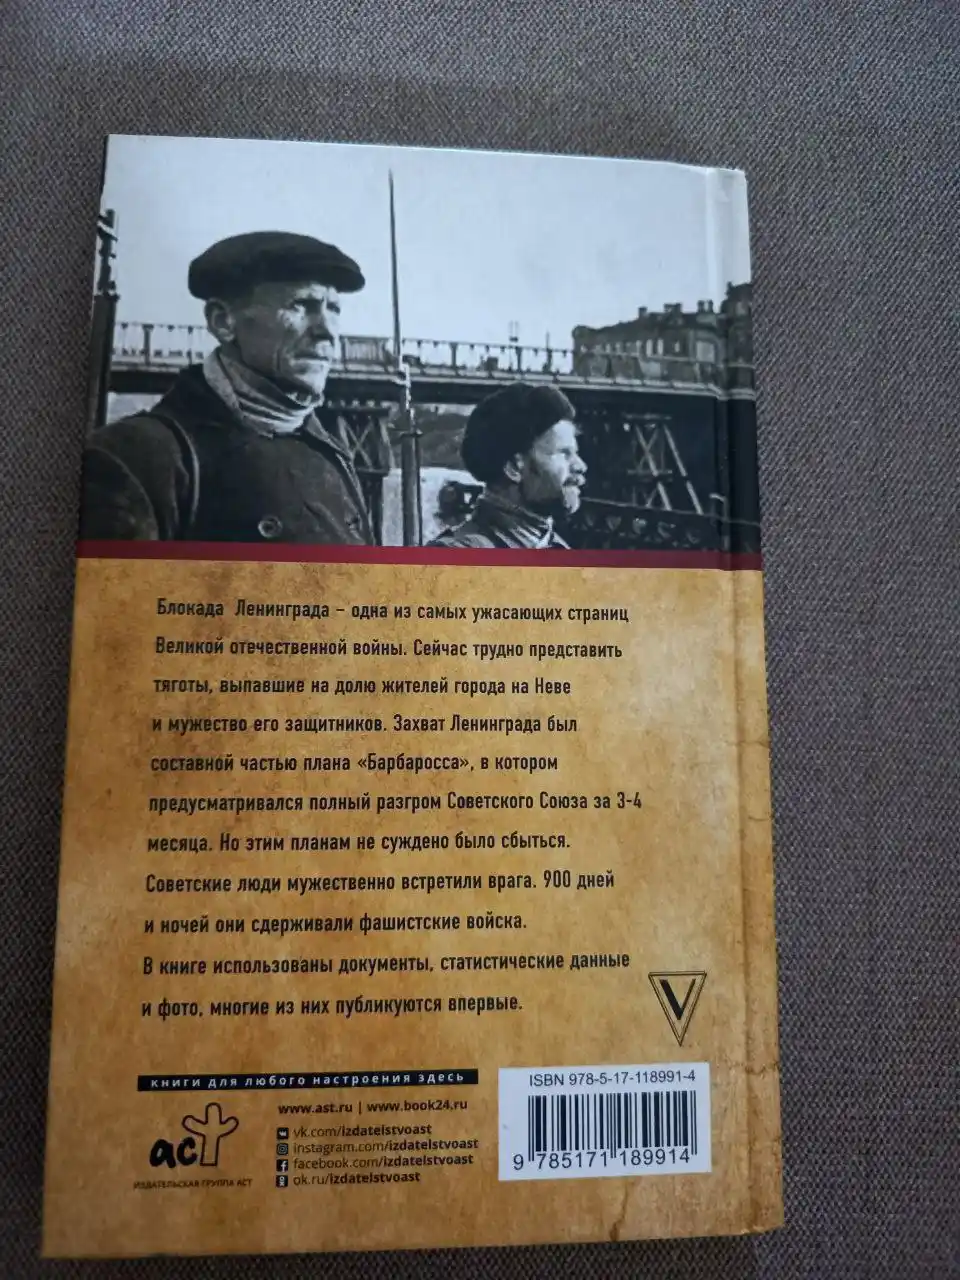 Блокада Ленинграда – одна из самых ужасающих страниц
Великой отечественной войны. Сейчас трудно представить
тяготы, выпавшие на долю жителей города на Неве
и мужество его защитников. Захват Ленинграда был
составной частью плана «Барбаросса», в котором
предусматривался полный разгром Советского Союза за 3-4
месяца. Но этим планам не суждено было сбыться.
Советские люди мужественно встретили врага. 900 дней
и ночей они сдерживали фашистские войска.
В книге использованы документы, статистические данные
и фото, многие из них публикуются впервые.
V
книги для любого настроения здесь
аст
ИЗДАТЕЛЬСКАЯ ГРУППА АСТ
www.ast.ru | www.book24.ru
vk.com/izdatelstvoast
instagram.com/izdatelstvoast
facebook.com/izdatelstvoast
ok.ru/izdatelstvoast
ISBN 978-5-17-118991-4
9 785171 189914